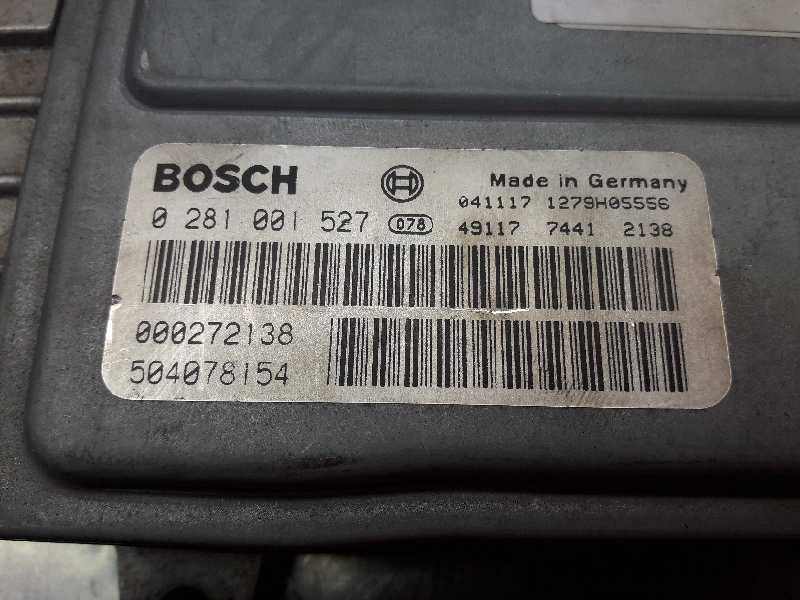 BOSCH
Made in Germany
041117 1279H05556
0 281 001 527 078 49117 7441 2138
000272138
504078154